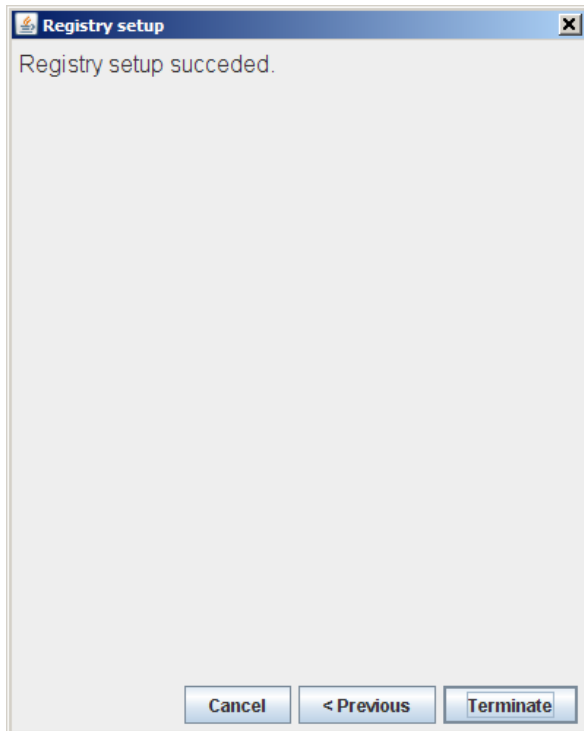 Registry setup
Registry setup succeded.
Cancel
< Previous
Terminate